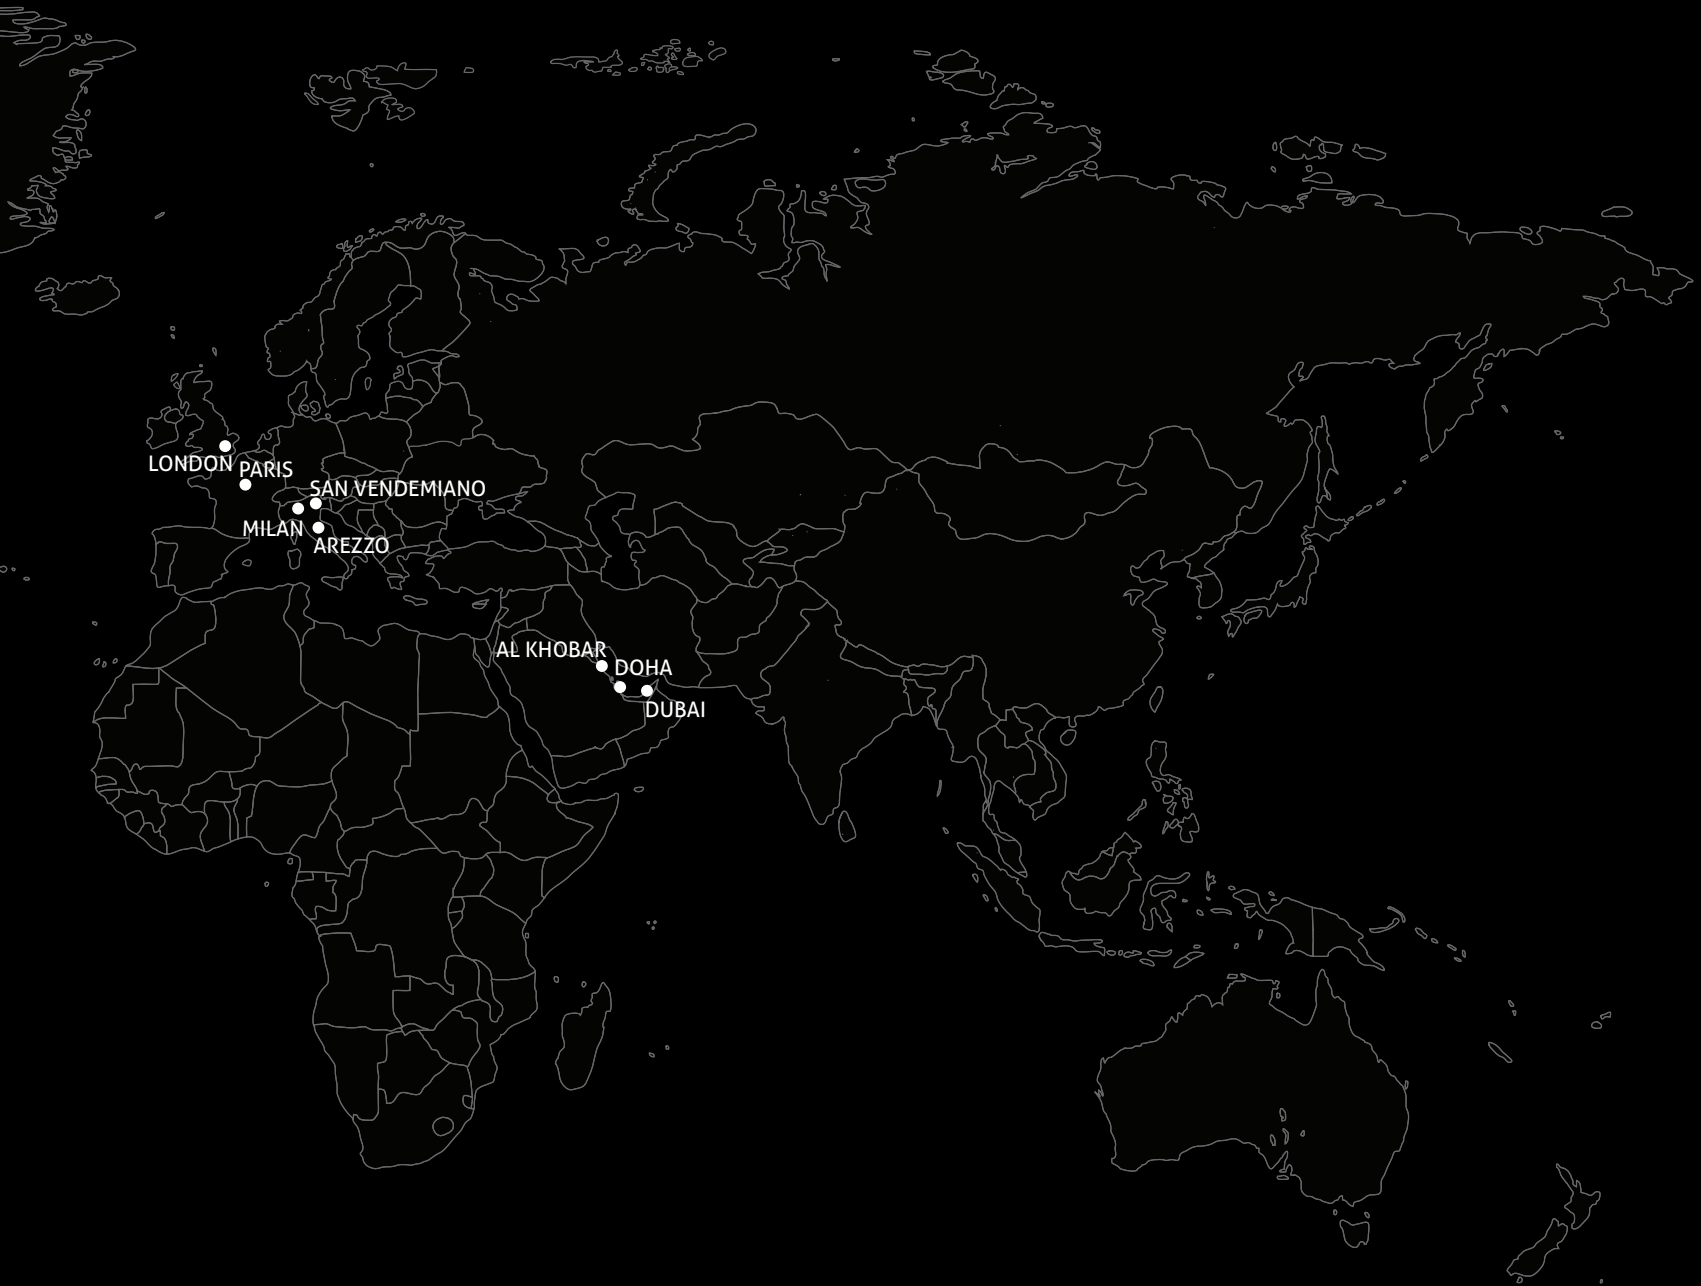 LONDON
PARIS
SAN VENDEMIANO
MILAN
AREZZO
AL KHOBAR
DOHA
DUBAI